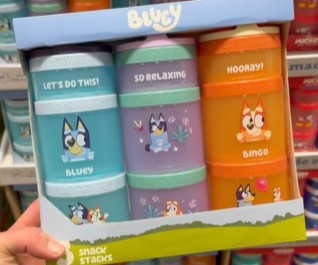 BLUEY
LET'S DO THIS!
SO RELAXING
HOORAY!
BLUEY
BINGO
SNACK
STACKS